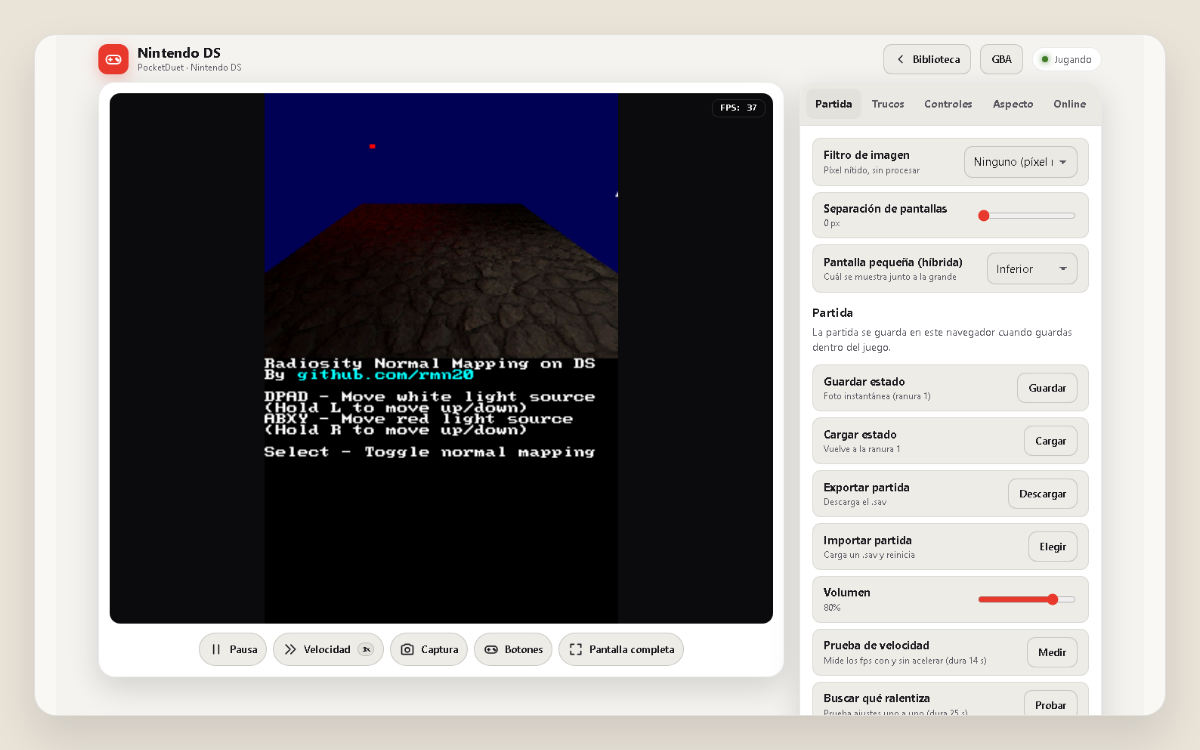 Nintendo DS
PocketDuet · Nintendo DS
Biblioteca
GBA
Jugando
FPS: 37
Radiosity Normal Mapping on DS
By github.com/rmn20
DPAD - Move white light source
(Hold L to move up/down)
ABXY - Move red light source
(Hold R to move up/down)
Select - Toggle normal mapping
Pausa
Velocidad
Captura
Botones
Pantalla completa
Partida
Trucos
Controles
Aspecto
Online
Filtro de imagen
Píxel nítido, sin procesar
Ninguno (píxel
Separación de pantallas
0 px
Pantalla pequeña (híbrida)
Cuál se muestra junto a la grande
Inferior
Partida
La partida se guarda en este navegador cuando guardas
dentro del juego.
Guardar estado
Foto instantánea (ranura 1)
Guardar
Cargar estado
Vuelve a la ranura 1
Cargar
Exportar partida
Descarga el .sav
Descargar
Importar partida
Carga un .sav y reinicia
Elegir
Volumen
80%
Prueba de velocidad
Mide los fps con y sin acelerar (dura 14 s)
Medir
Buscar qué ralentiza
Prueba ajustes uno a uno (dura 25 s)
Probar